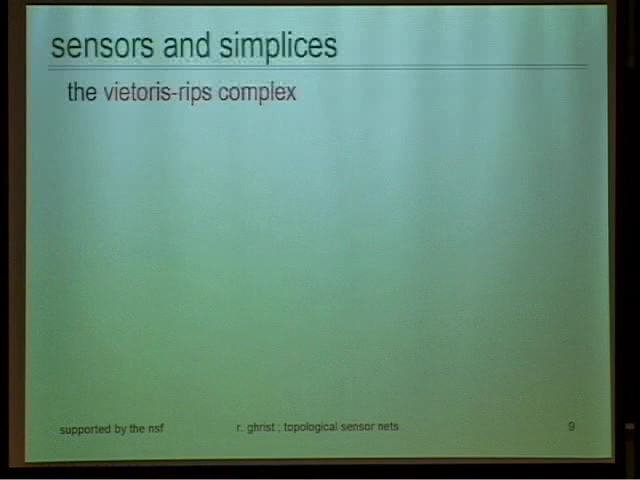 sensors and simplices
the vietoris-rips complex
supported by the nsf
r. ghrist ; topological sensor nets
9